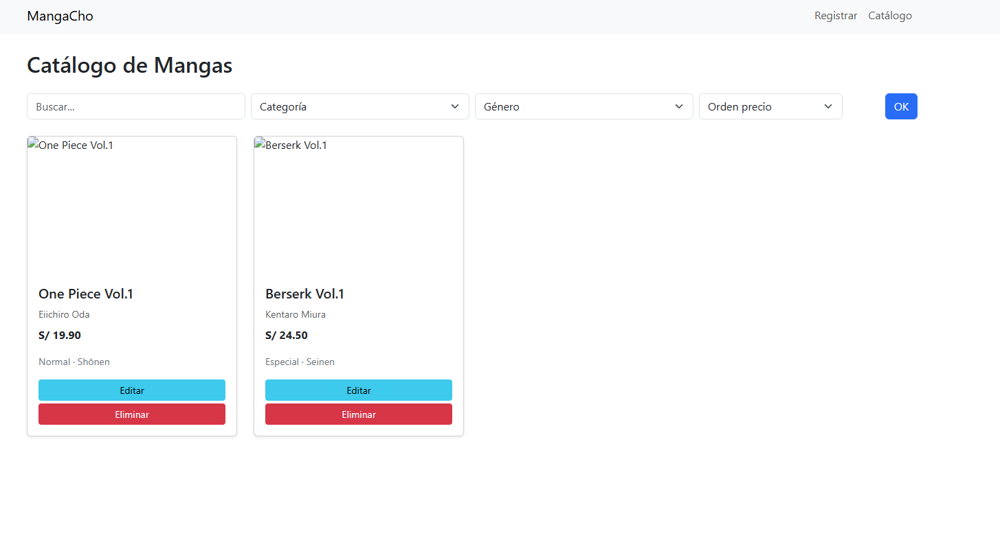 MangaCho
Registrar
Catálogo
Catálogo de Mangas
Buscar...
Categoría
Género
Orden precio
OK
One Piece Vol.1
One Piece Vol.1
Eiichiro Oda
S/ 19.90
Normal · Shōnen
Editar
Eliminar
Berserk Vol.1
Berserk Vol.1
Kentaro Miura
S/ 24.50
Especial · Seinen
Editar
Eliminar